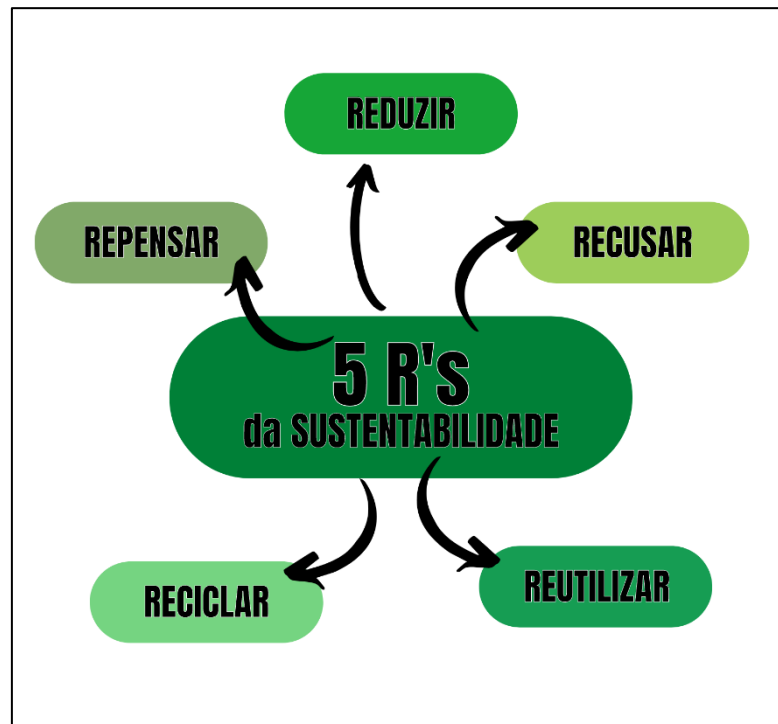 REDUZIR
REPENSAR
RECUSAR
5 R's
da SUSTENTABILIDADE
RECICLAR
REUTILIZAR